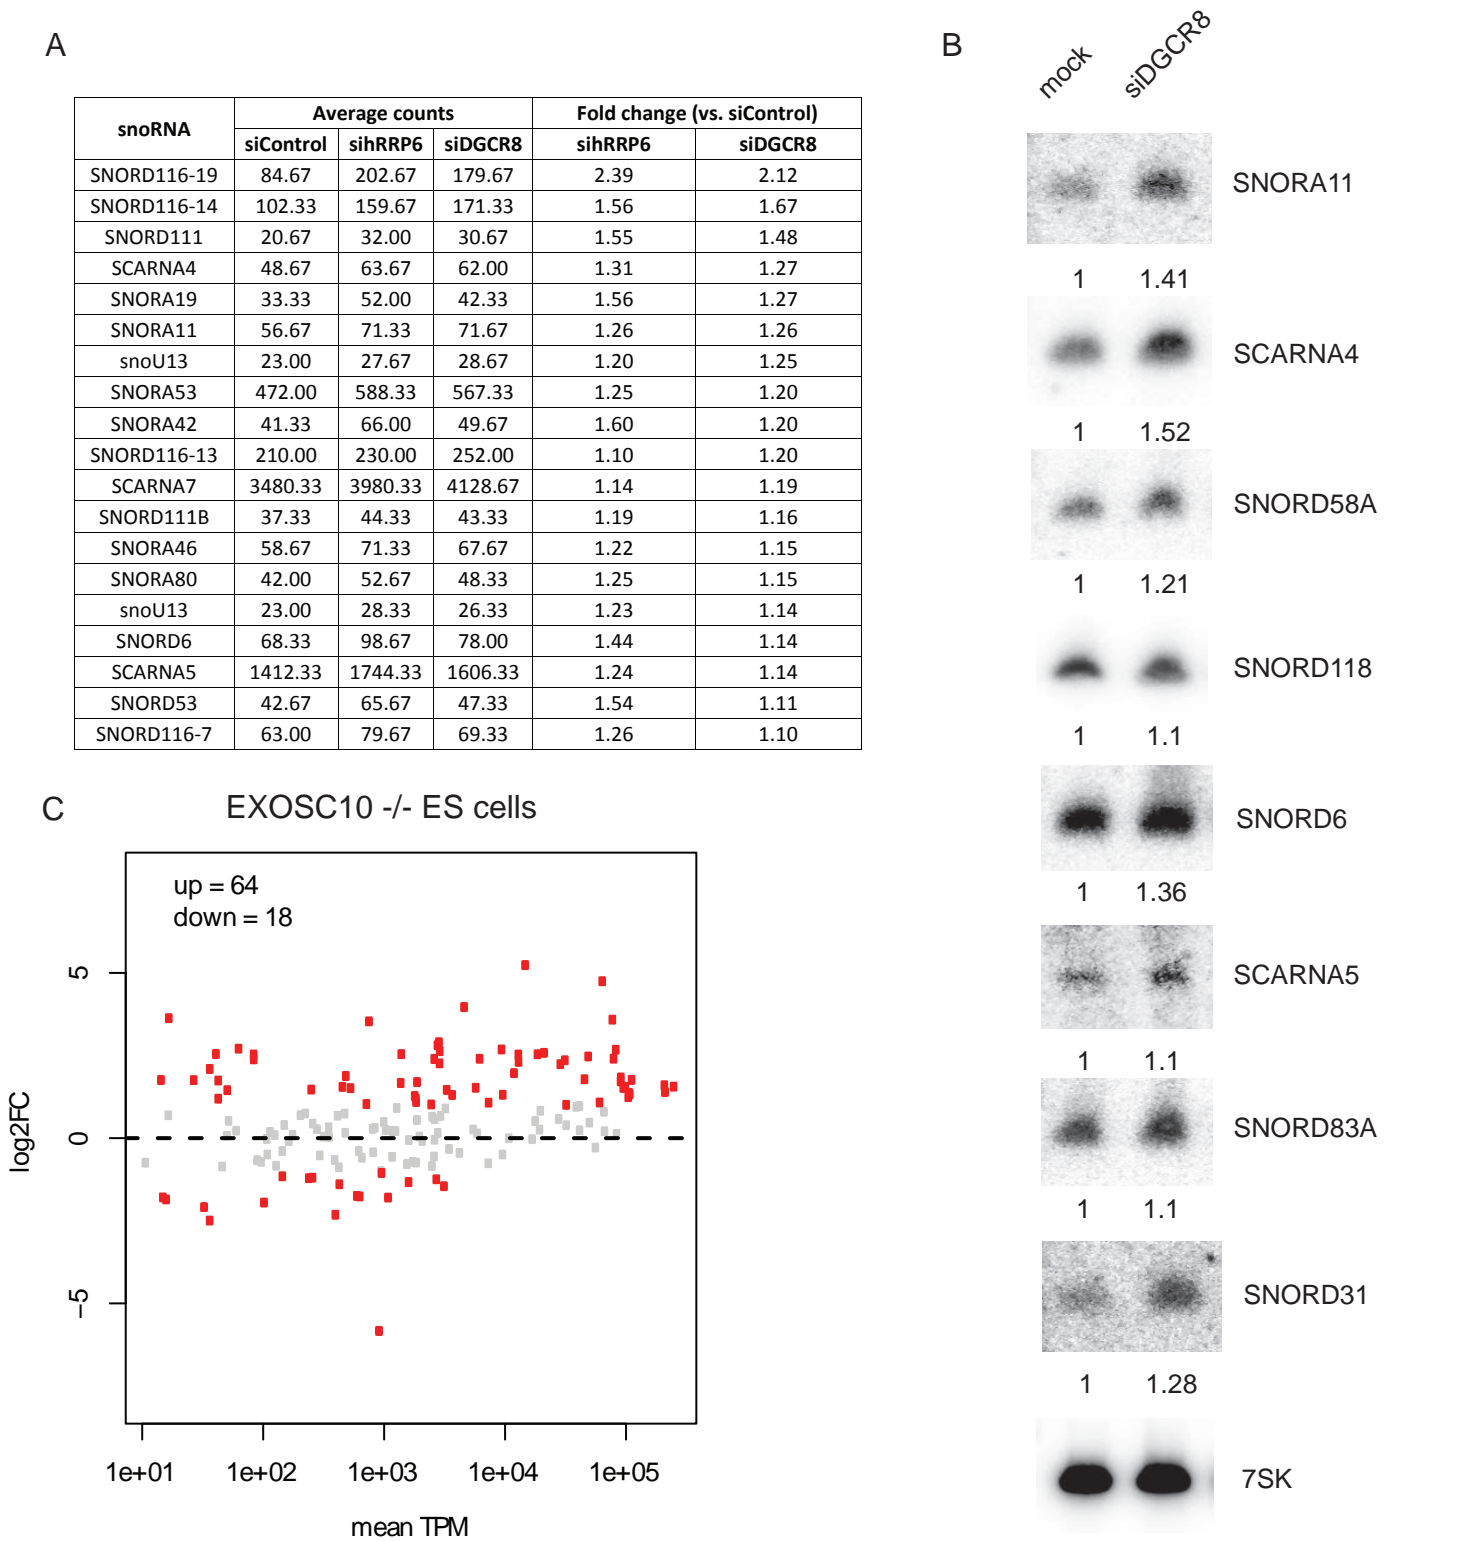 A
snoRNA Average counts Fold change (vs. siControl)
siControl sihRRP6 siDGCR8 sihRRP6 siDGCR8
SNORD116-19 84.67 202.67 179.67 2.39 2.12
SNORD116-14 102.33 159.67 171.33 1.56 1.67
SNORD111 20.67 32.00 30.67 1.55 1.48
SCARNA4 48.67 63.67 62.00 1.31 1.27
SNORA19 33.33 52.00 42.33 1.56 1.27
SNORA11 56.67 71.33 71.67 1.26 1.26
snoU13 23.00 27.67 28.67 1.20 1.25
SNORA53 472.00 588.33 567.33 1.25 1.20
SNORA42 41.33 66.00 49.67 1.60 1.20
SNORD116-13 210.00 230.00 252.00 1.10 1.20
SCARNA7 3480.33 3980.33 4128.67 1.14 1.19
SNORD111B 37.33 44.33 43.33 1.19 1.16
SNORA46 58.67 71.33 67.67 1.22 1.15
SNORA80 42.00 52.67 48.33 1.25 1.15
snoU13 23.00 28.33 26.33 1.23 1.14
SNORD6 68.33 98.67 78.00 1.44 1.14
SCARNA5 1412.33 1744.33 1606.33 1.24 1.14
SNORD53 42.67 65.67 47.33 1.54 1.11
SNORD116-7 63.00 79.67 69.33 1.26 1.10
B
mock siDGCR8
SNORA11
1 1.41
SCARNA4
1 1.52
SNORD58A
1 1.21
SNORD118
1 1.1
SNORD6
1 1.36
SCARNA5
1 1.1
SNORD83A
1 1.1
SNORD31
1 1.28
7SK
C
EXOSC10 -/- ES cells
up = 64
down = 18
5
0
−5
log2FC
1e+01 1e+02 1e+03 1e+04 1e+05
mean TPM